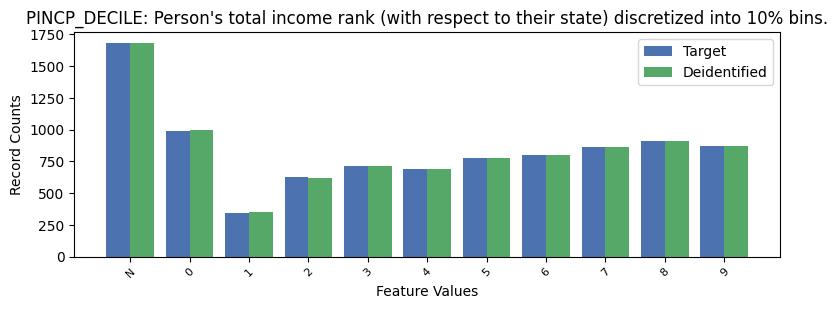 PINCP_DECILE: Person's total income rank (with respect to their state) discretized into 10% bins.
1750
1500
1250
1000
750
500
250
0
Record Counts
Target
Deidentified
N 0 1 2 3 4 5 6 7 8 9
Feature Values